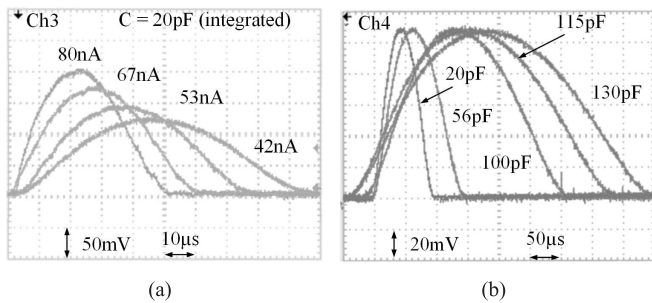 Ch3
C = 20pF (integrated)
80nA
67nA
53nA
42nA
50mV
10µs
(a)
Ch4
115pF
20pF
56pF
130pF
100pF
20mV
50µs
(b)